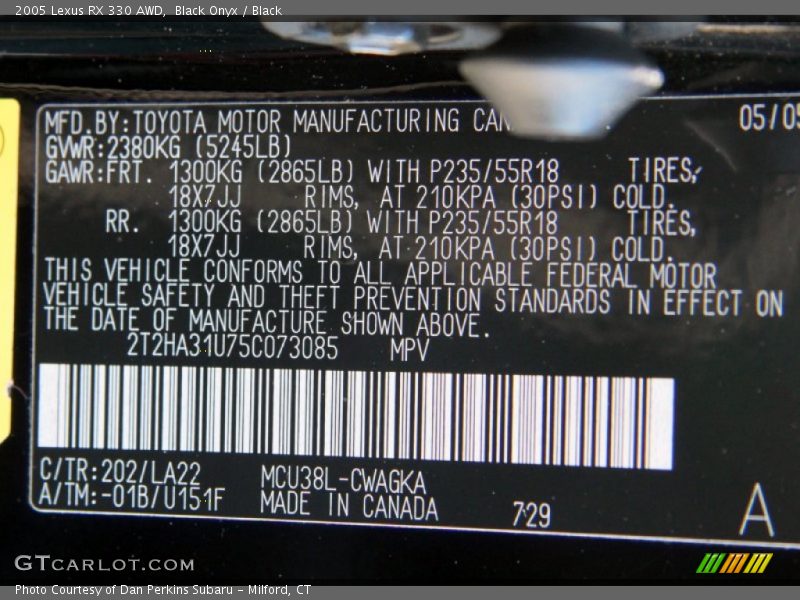 2005 Lexus RX 330 AWD, Black Onyx / Black
MFD.BY:TOYOTA MOTOR MANUFACTURING 05/05
GVWR:2380KG (5245LB)
GAWR:FRT. 1300KG (2865LB) WITH P235/55R18 TIRES,
18X7JJ RIMS, AT 210KPA (30PSI) COLD.
RR. 1300KG (2865LB) WITH P235/55R18 TIRES,
18X7JJ RIMS, AT 210KPA (30PSI) COLD.
THIS VEHICLE CONFORMS TO ALL APPLICABLE FEDERAL MOTOR
VEHICLE SAFETY AND THEFT PREVENTION STANDARDS IN EFFECT ON
THE DATE OF MANUFACTURE SHOWN ABOVE.
2T2HA31U75C073085 MPV
C/TR:202/LA22 MCU38L-CWAGKA
A/TM:-01B/U151F MADE IN CANADA 729 A
GTCARLOT.COM
Photo Courtesy of Dan Perkins Subaru - Milford, CT